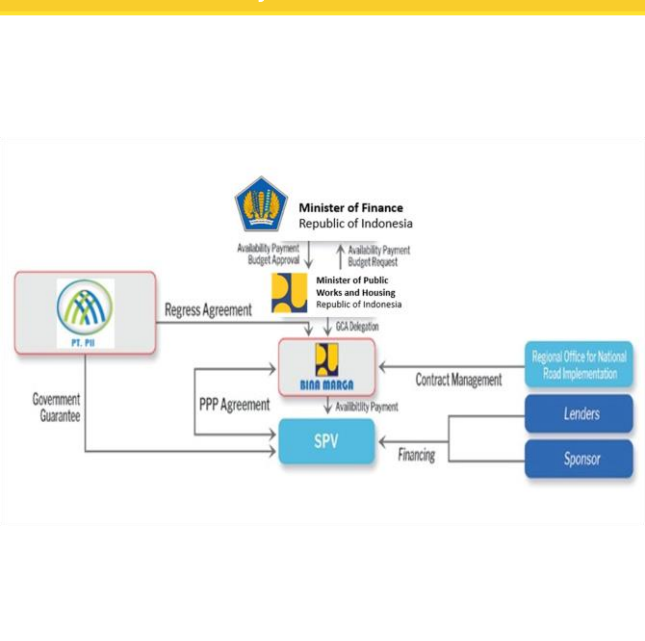 Minister of Finance
Republic of Indonesia
Availability Payment
Budget Approval
Availability Payment
Budget Request
Minister of Public
Works and Housing
Republic of Indonesia
PT. PII
Regress Agreement
GCA Delegation
BINA MARGA
Contract Management
Regional Office for National
Road Implementation
Government
Guarantee
PPP Agreement
Availibitlity Payment
SPV
Financing
Lenders
Sponsor